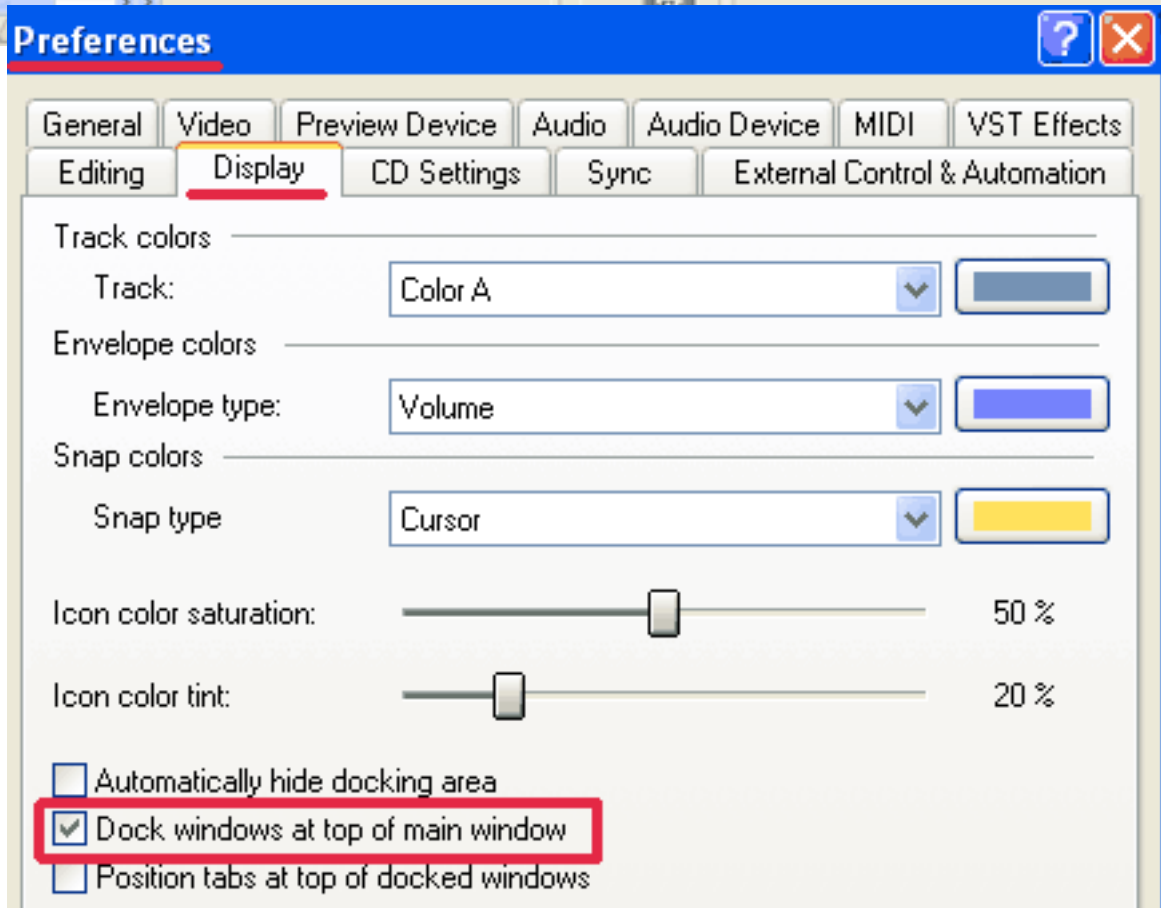 Preferences
General Video Preview Device Audio Audio Device MIDI VST Effects
Editing Display CD Settings Sync External Control & Automation
Track colors
Track: Color A
Envelope colors
Envelope type: Volume
Snap colors
Snap type Cursor
Icon color saturation: 50 %
Icon color tint: 20 %
Automatically hide docking area
Dock windows at top of main window
Position tabs at top of docked windows